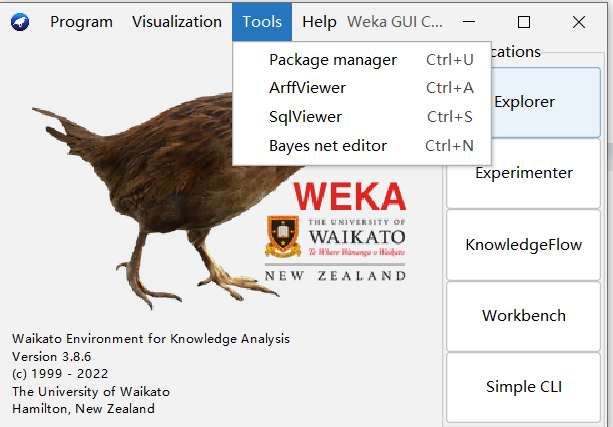 Program Visualization Tools Help Weka GUI C...
Package manager Ctrl+U
ArffViewer Ctrl+A
SqlViewer Ctrl+S
Bayes net editor Ctrl+N
cations
Explorer
Experimenter
KnowledgeFlow
Workbench
Simple CLI
WEKA
THE UNIVERSITY OF
WAIKATO
Te Whare Wānanga o Waikato
NEW ZEALAND
Waikato Environment for Knowledge Analysis
Version 3.8.6
(c) 1999 - 2022
The University of Waikato
Hamilton, New Zealand